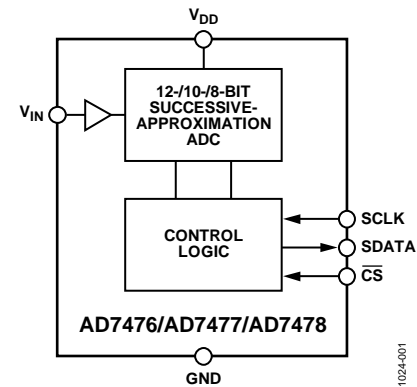 VDD
12-/10-/8-BIT
SUCCESSIVE-
APPROXIMATION
ADC
VIN
CONTROL
LOGIC
SCLK
SDATA
CS
AD7476/AD7477/AD7478
GND
1024-001